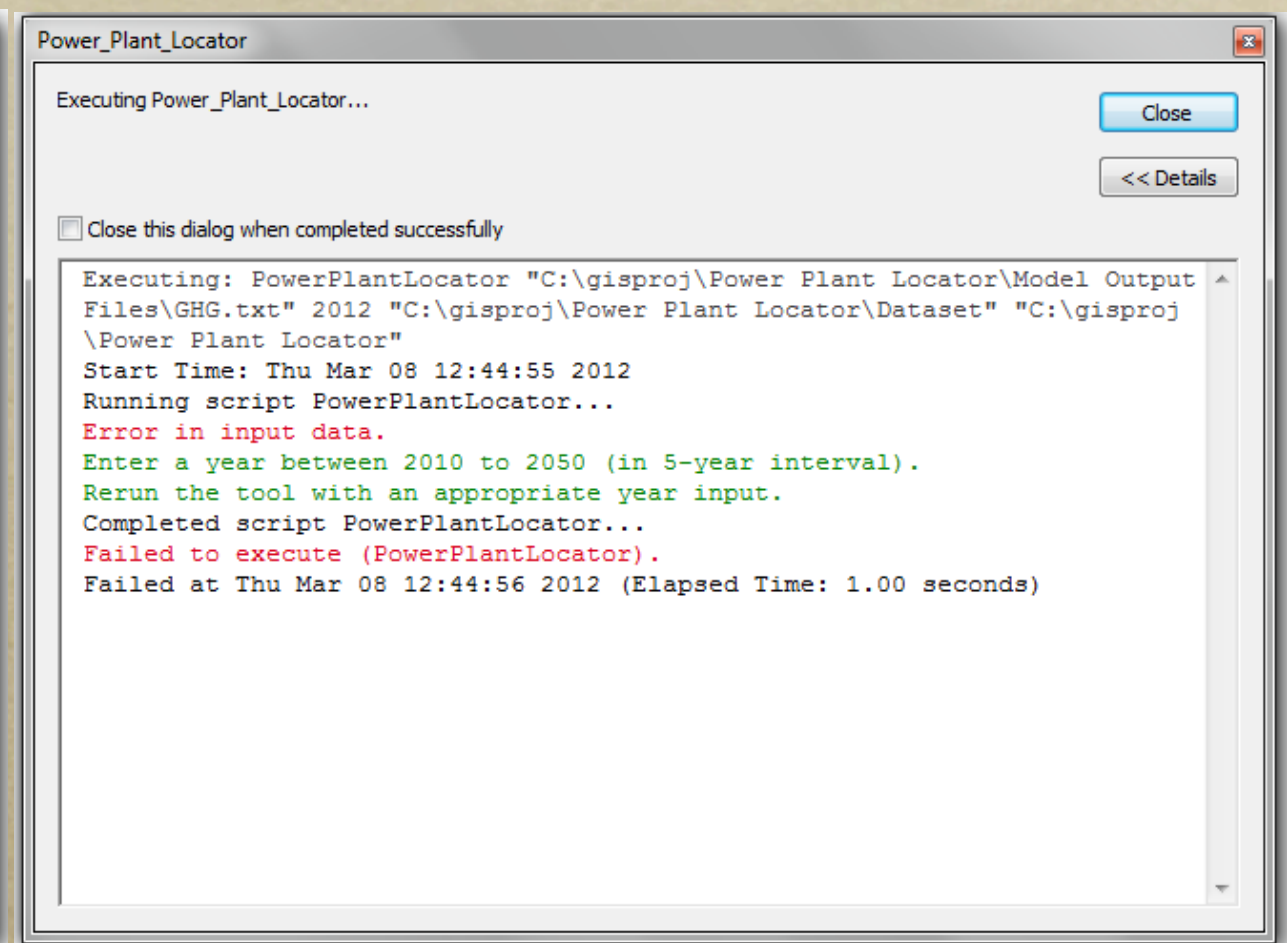 Power_Plant_Locator
Executing Power_Plant_Locator...
Close
<< Details
Close this dialog when completed successfully
Executing: PowerPlantLocator "C:\gisproj\Power Plant Locator\Model Output
Files\GHG.txt" 2012 "C:\gisproj\Power Plant Locator\Dataset" "C:\gisproj
\Power Plant Locator"
Start Time: Thu Mar 08 12:44:55 2012
Running script PowerPlantLocator...
Error in input data.
Enter a year between 2010 to 2050 (in 5-year interval).
Rerun the tool with an appropriate year input.
Completed script PowerPlantLocator...
Failed to execute (PowerPlantLocator).
Failed at Thu Mar 08 12:44:56 2012 (Elapsed Time: 1.00 seconds)